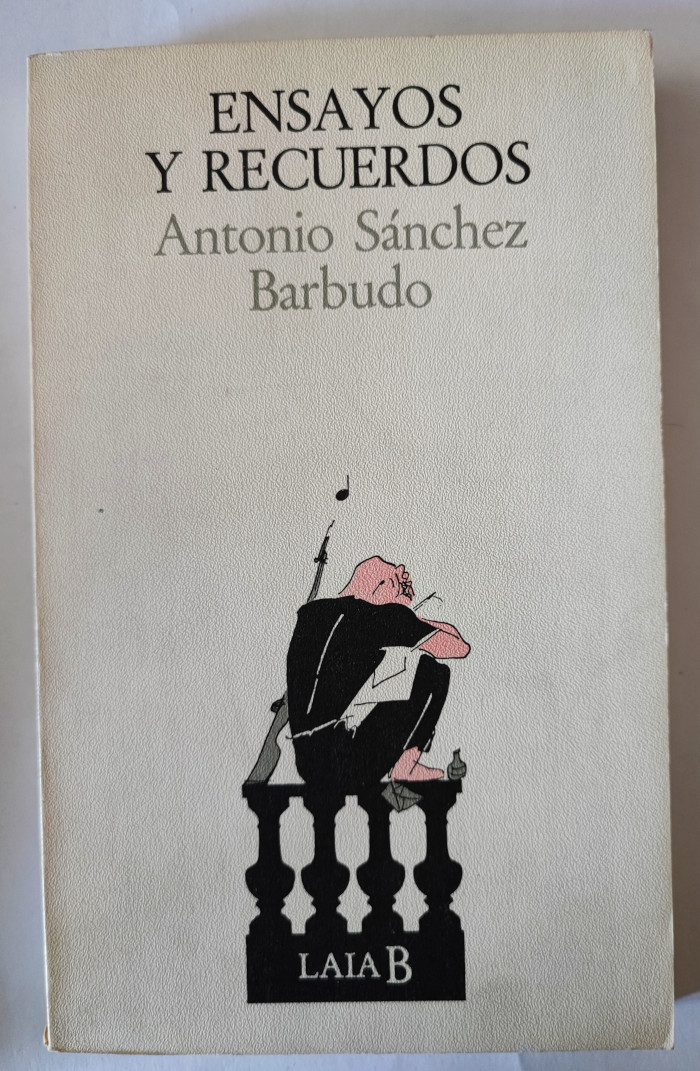 ENSAYOS
Y RECUERDOS
Antonio Sánchez
Barbudo
LAIA B